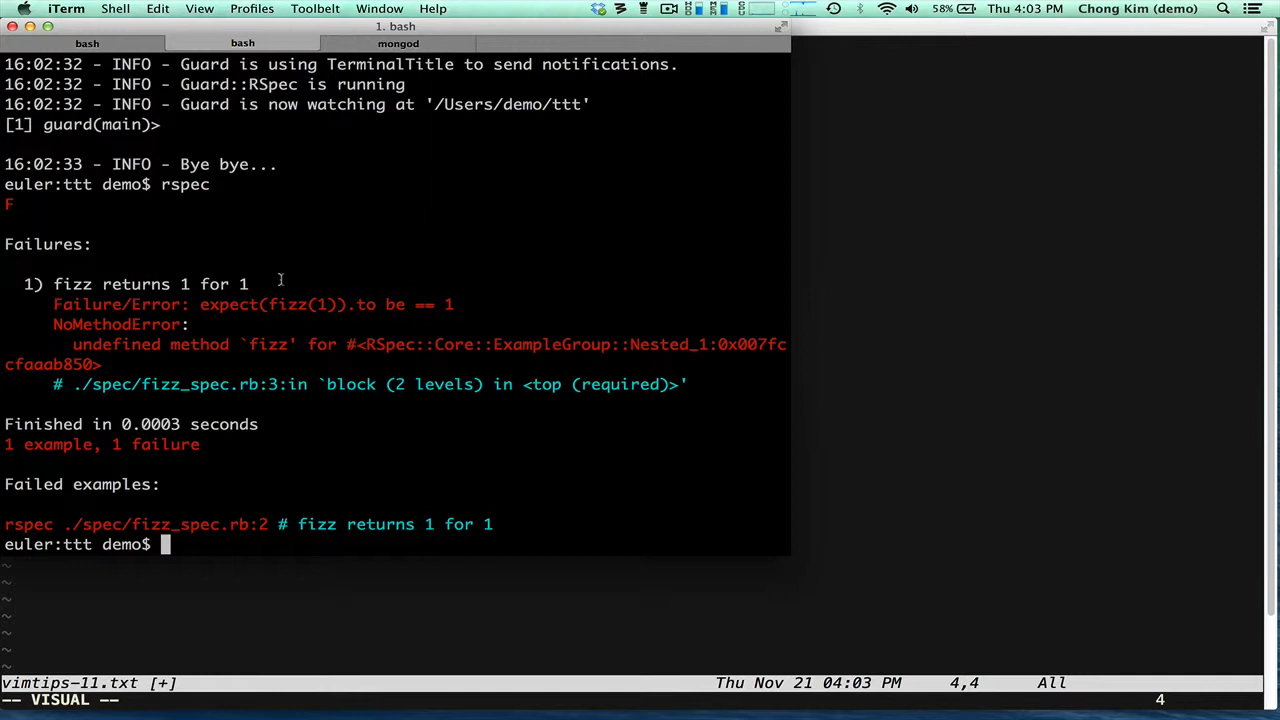 iTerm Shell Edit View Profiles Toolbelt Window Help 58% Thu 4:03 PM Chong Kim (demo)
1. bash
bash bash mongod
16:02:32 - INFO - Guard is using TerminalTitle to send notifications.
16:02:32 - INFO - Guard::RSpec is running
16:02:32 - INFO - Guard is now watching at '/Users/demo/ttt'
[1] guard(main)>
16:02:33 - INFO - Bye bye...
euler:ttt demo$ rspec
F
Failures:
1) fizz returns 1 for 1
Failure/Error: expect(fizz(1)).to be == 1
NoMethodError:
undefined method `fizz' for #<RSpec::Core::ExampleGroup::Nested_1:0x007fc
cfaaab850>
# ./spec/fizz_spec.rb:3:in `block (2 levels) in <top (required)>'
Finished in 0.0003 seconds
1 example, 1 failure
Failed examples:
rspec ./spec/fizz_spec.rb:2 # fizz returns 1 for 1
euler:ttt demo$
~
~
~
~
~
~
~
vimtips-11.txt [+] Thu Nov 21 04:03 PM 4,4 All
-- VISUAL -- 4